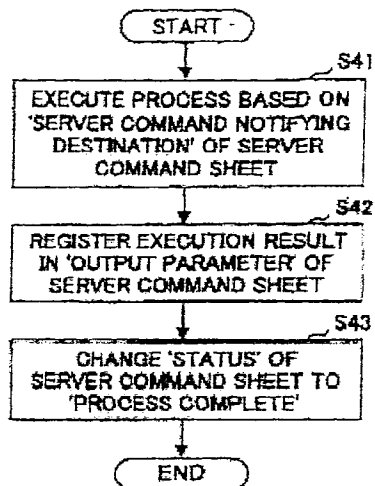 START
S41
EXECUTE PROCESS BASED ON
'SERVER COMMAND NOTIFYING
DESTINATION' OF SERVER
COMMAND SHEET
S42
REGISTER EXECUTION RESULT
IN 'OUTPUT PARAMETER' OF
SERVER COMMAND SHEET
S43
CHANGE 'STATUS' OF
SERVER COMMAND SHEET TO
'PROCESS COMPLETE'
END